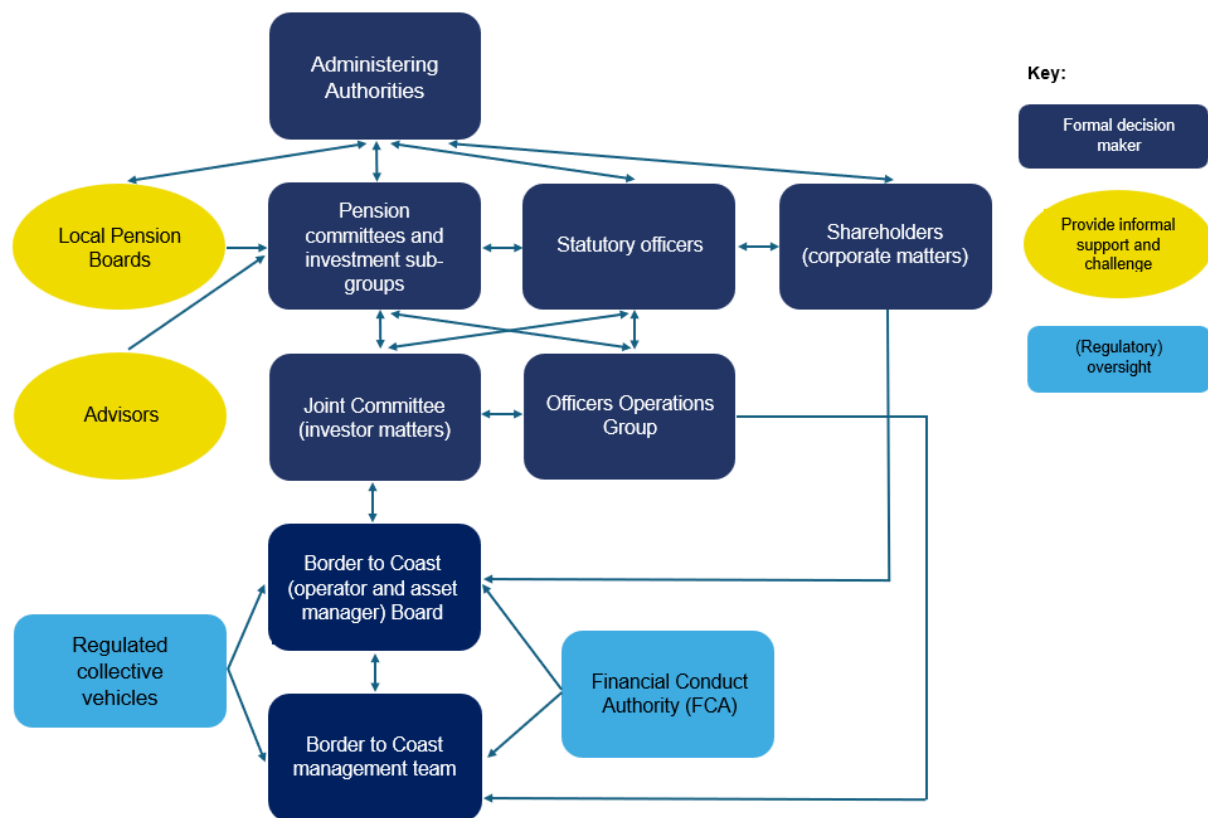 Administering
Authorities
Key:
Formal decision
maker
Local Pension
Boards
Pension
committees and
investment sub-
groups
Statutory officers
Shareholders
(corporate matters)
Provide informal
support and
challenge
Advisors
Joint Committee
(investor matters)
Officers Operations
Group
(Regulatory)
oversight
Border to Coast
(operator and asset
manager) Board
Regulated
collective
vehicles
Financial Conduct
Authority (FCA)
Border to Coast
management team